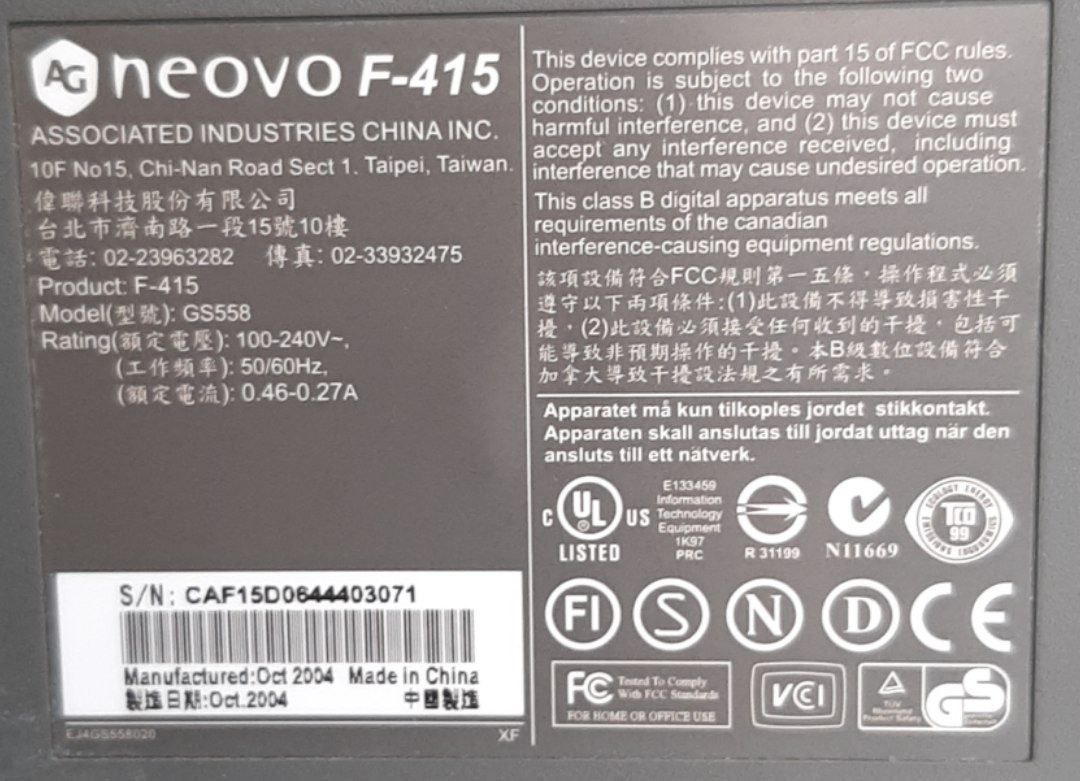 AG neovo F-415
ASSOCIATED INDUSTRIES CHINA INC.
10F No15, Chi-Nan Road Sect 1. Taipei, Taiwan.
偉聯科技股份有限公司
台北市濟南路一段15號10樓
電話: 02-23963282 傳真: 02-33932475
Product: F-415
Model(型號): GS558
Rating(額定電壓): 100-240V~,
(工作頻率): 50/60Hz,
(額定電流): 0.46-0.27A
S/N: CAF15D0644403071
Manufactured:Oct 2004 Made in China
製造日期:Oct.2004 中國製造
EJ4GS558020 XF
This device complies with part 15 of FCC rules.
Operation is subject to the following two
conditions: (1) this device may not cause
harmful interference, and (2) this device must
accept any interference received, including
interference that may cause undesired operation.
This class B digital apparatus meets all
requirements of the canadian
interference-causing equipment regulations.
該項設備符合FCC規則第一五條,操作程式必須
遵守以下兩項條件:(1)此設備不得導致損害性干
擾,(2)此設備必須接受任何收到的干擾,包括可
能導致非預期操作的干擾。本B級數位設備符合
加拿大導致干擾設法規之有所需求。
Apparatet må kun tilkoples jordet stikkontakt.
Apparaten skall anslutas till jordat uttag när den
ansluts till ett nätverk.
C UL ® US LISTED
E133459
Information
Technology
Equipment
1K97
PRC
R 31199
N11669
ECOLOGY ENERGY
TCO
99
FI S N D CE
FC Tested To Comply
With FCC Standards
FOR HOME OR OFFICE USE
VCI
TÜV
Product Safety
GS